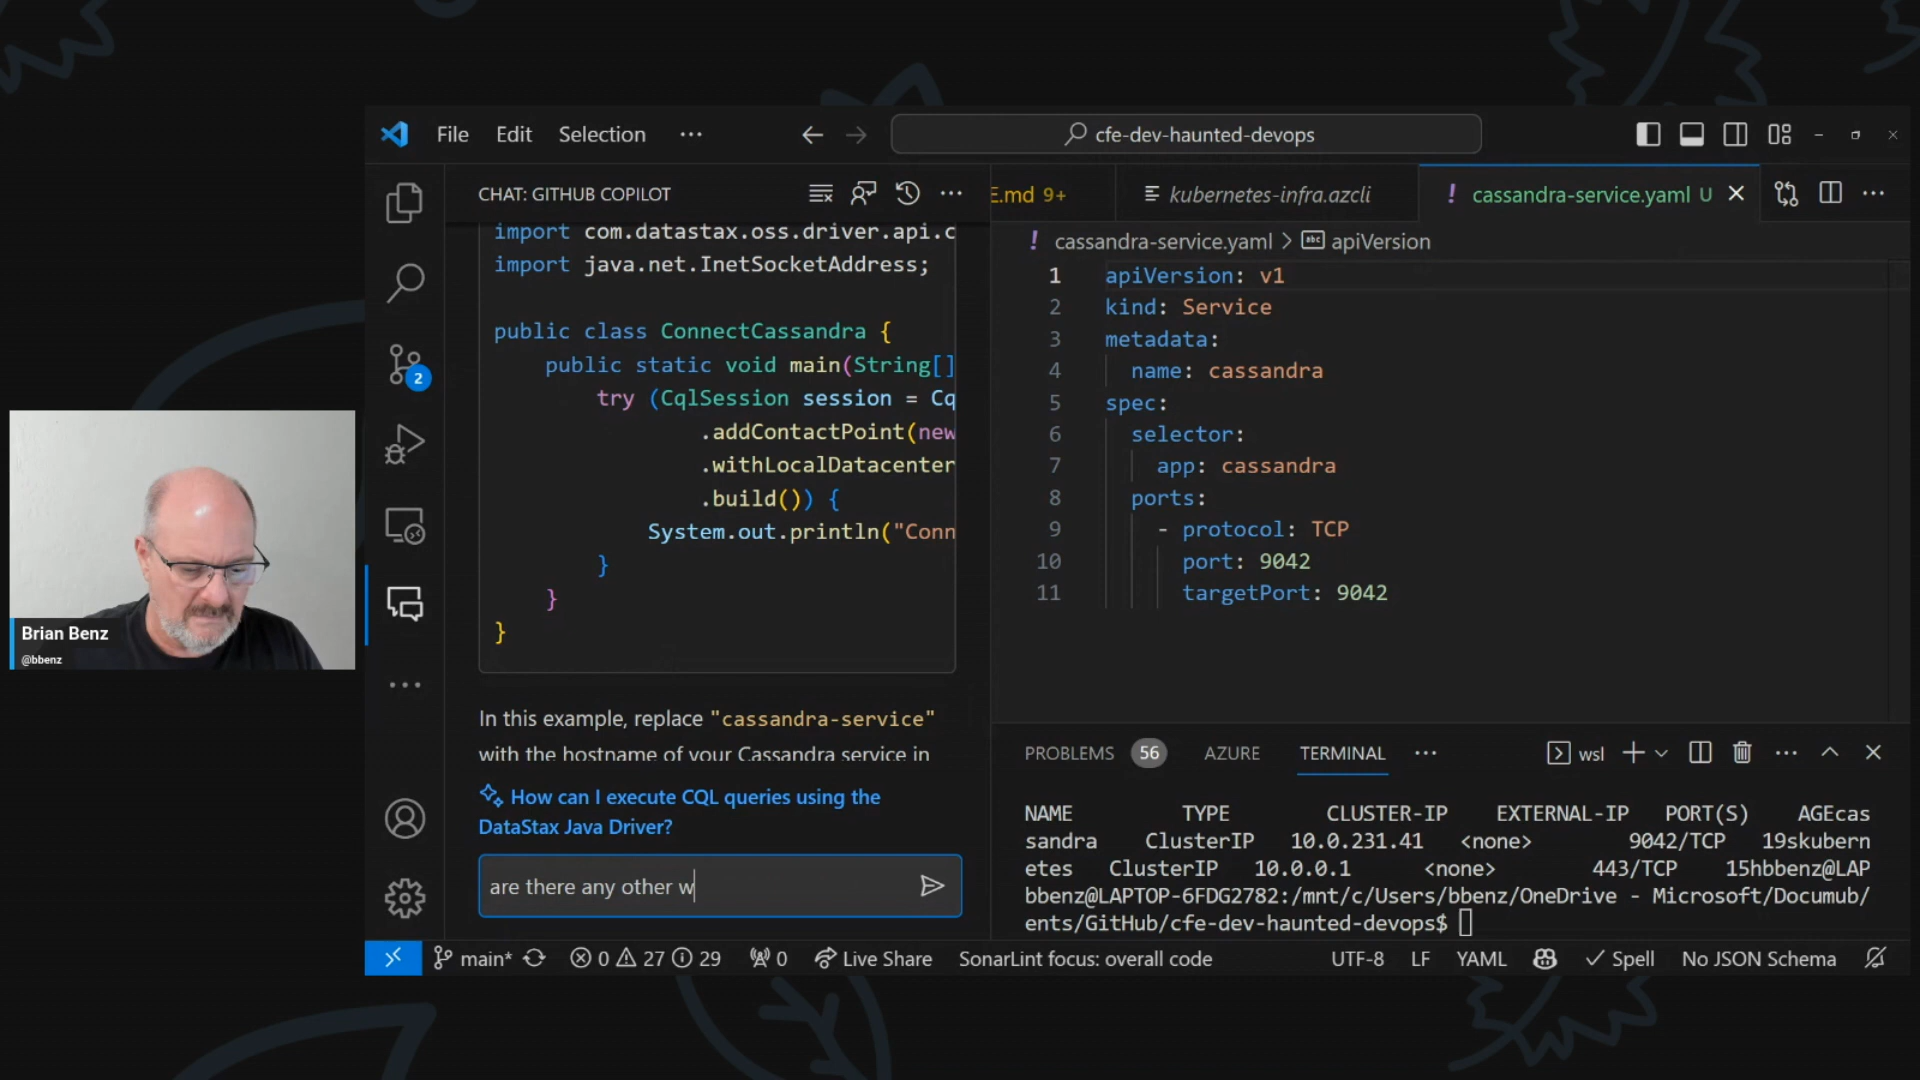 File Edit Selection ···
cfe-dev-haunted-devops
CHAT: GITHUB COPILOT
import com.datastax.oss.driver.api.c
import java.net.InetSocketAddress;
public class ConnectCassandra {
public static void main(String[]
try (CqlSession session = Cq
.addContactPoint(new
.withLocalDatacenter
.build()) {
System.out.println("Conn
}
}
}
In this example, replace "cassandra-service"
with the hostname of your Cassandra service in
How can I execute CQL queries using the
DataStax Java Driver?
are there any other w
E.md 9+
kubernetes-infra.azcli
! cassandra-service.yaml U
! cassandra-service.yaml > abc apiVersion
1 apiVersion: v1
2 kind: Service
3 metadata:
4 name: cassandra
5 spec:
6 selector:
7 app: cassandra
8 ports:
9 - protocol: TCP
10 port: 9042
11 targetPort: 9042
PROBLEMS 56 AZURE TERMINAL ··· wsl
NAME TYPE CLUSTER-IP EXTERNAL-IP PORT(S) AGEcas
sandra ClusterIP 10.0.231.41 <none> 9042/TCP 19skubern
etes ClusterIP 10.0.0.1 <none> 443/TCP 15hbbenz@LAP
bbenz@LAPTOP-6FDG2782:/mnt/c/Users/bbenz/OneDrive - Microsoft/Documub/
ents/GitHub/cfe-dev-haunted-devops$
2
Brian Benz
@bbenz
main* 0 27 29 0 Live Share SonarLint focus: overall code UTF-8 LF YAML Spell No JSON Schema